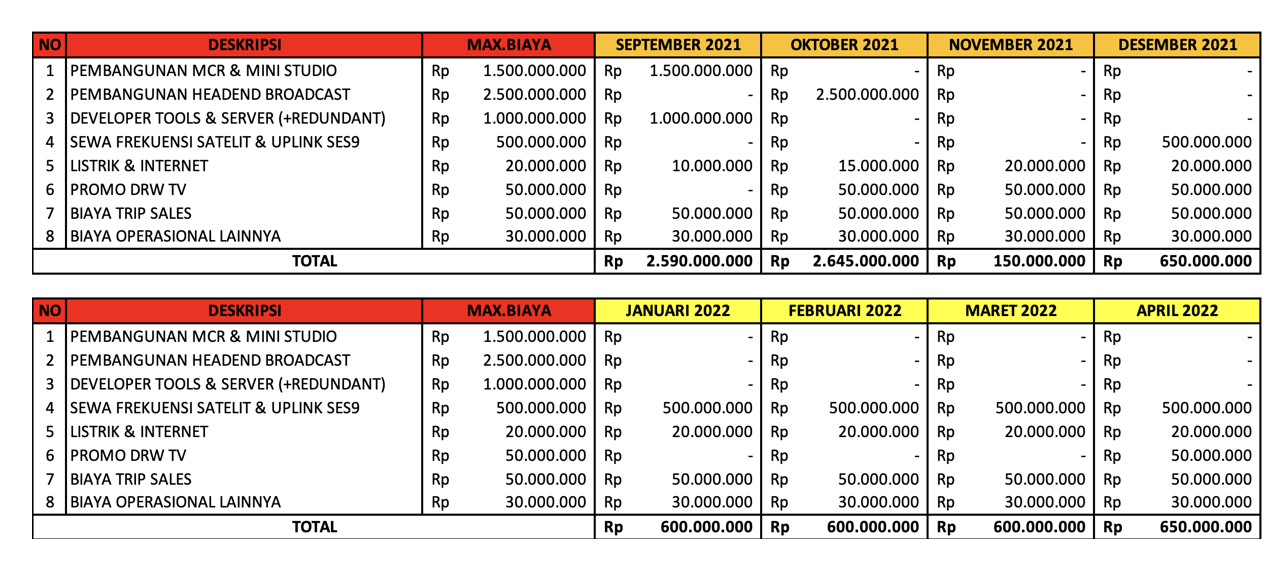 NO DESKRIPSI MAX.BIAYA SEPTEMBER 2021 OKTOBER 2021 NOVEMBER 2021 DESEMBER 2021
1 PEMBANGUNAN MCR & MINI STUDIO Rp 1.500.000.000 Rp 1.500.000.000 Rp - Rp - Rp -
2 PEMBANGUNAN HEADEND BROADCAST Rp 2.500.000.000 Rp - Rp 2.500.000.000 Rp - Rp -
3 DEVELOPER TOOLS & SERVER (+REDUNDANT) Rp 1.000.000.000 Rp 1.000.000.000 Rp - Rp - Rp -
4 SEWA FREKUENSI SATELIT & UPLINK SES9 Rp 500.000.000 Rp - Rp - Rp - Rp 500.000.000
5 LISTRIK & INTERNET Rp 20.000.000 Rp 10.000.000 Rp 15.000.000 Rp 20.000.000 Rp 20.000.000
6 PROMO DRW TV Rp 50.000.000 Rp - Rp 50.000.000 Rp 50.000.000 Rp 50.000.000
7 BIAYA TRIP SALES Rp 50.000.000 Rp 50.000.000 Rp 50.000.000 Rp 50.000.000 Rp 50.000.000
8 BIAYA OPERASIONAL LAINNYA Rp 30.000.000 Rp 30.000.000 Rp 30.000.000 Rp 30.000.000 Rp 30.000.000
TOTAL Rp 2.590.000.000 Rp 2.645.000.000 Rp 150.000.000 Rp 650.000.000
NO DESKRIPSI MAX.BIAYA JANUARI 2022 FEBRUARI 2022 MARET 2022 APRIL 2022
1 PEMBANGUNAN MCR & MINI STUDIO Rp 1.500.000.000 Rp - Rp - Rp - Rp -
2 PEMBANGUNAN HEADEND BROADCAST Rp 2.500.000.000 Rp - Rp - Rp - Rp -
3 DEVELOPER TOOLS & SERVER (+REDUNDANT) Rp 1.000.000.000 Rp - Rp - Rp - Rp -
4 SEWA FREKUENSI SATELIT & UPLINK SES9 Rp 500.000.000 Rp 500.000.000 Rp 500.000.000 Rp 500.000.000 Rp 500.000.000
5 LISTRIK & INTERNET Rp 20.000.000 Rp 20.000.000 Rp 20.000.000 Rp 20.000.000 Rp 20.000.000
6 PROMO DRW TV Rp 50.000.000 Rp - Rp - Rp - Rp 50.000.000
7 BIAYA TRIP SALES Rp 50.000.000 Rp 50.000.000 Rp 50.000.000 Rp 50.000.000 Rp 50.000.000
8 BIAYA OPERASIONAL LAINNYA Rp 30.000.000 Rp 30.000.000 Rp 30.000.000 Rp 30.000.000 Rp 30.000.000
TOTAL Rp 600.000.000 Rp 600.000.000 Rp 600.000.000 Rp 650.000.000